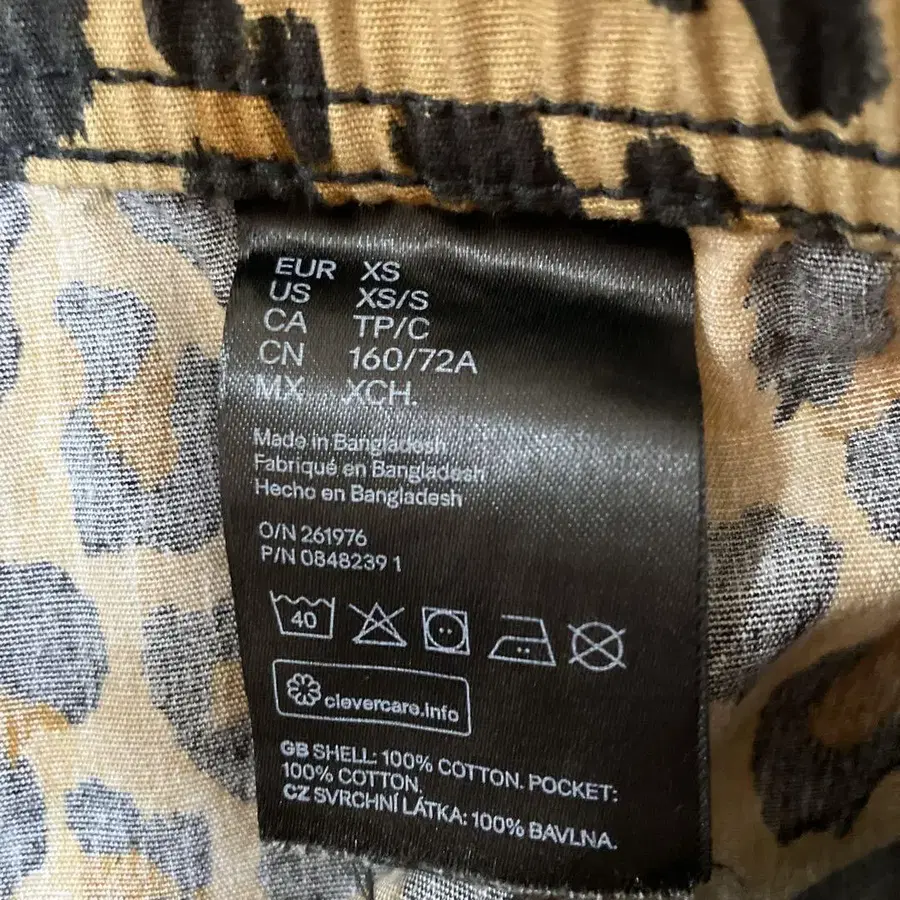 EUR XS
US XS/S
CA TP/C
CN 160/72A
MX XCH.
Made in Bangladesh
Fabriqué en Bangladesh
Hecho en Bangladesh
O/N 261976
P/N 0848239 1
40
clevercare.info
GB SHELL: 100% COTTON. POCKET:
100% COTTON.
CZ SVRCHNÍ LÁTKA: 100% BAVLNA.